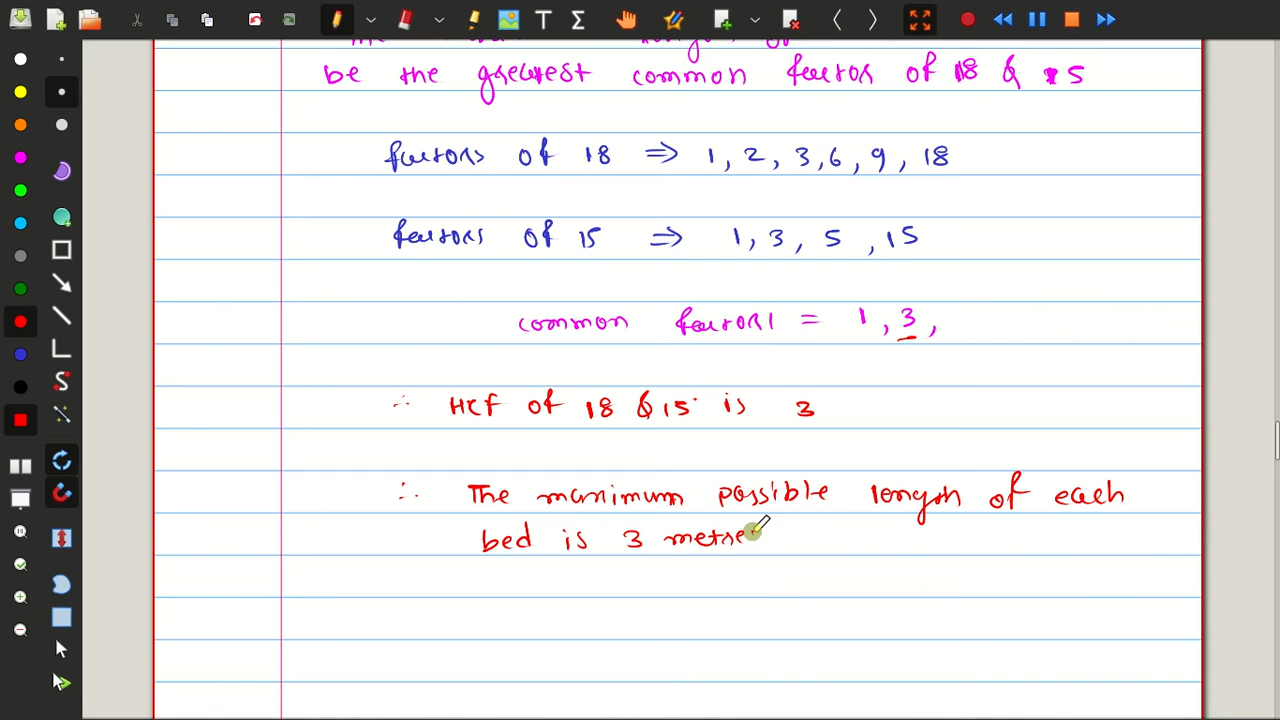 be the greatest common factor of 18 & 15
factors of 18 ⇒ 1, 2, 3, 6, 9, 18
factors of 15 ⇒ 1, 3, 5, 15
common factors = 1, 3,
∴ HCF of 18 & 15 is 3
∴ The maximum possible length of each
bed is 3 metre